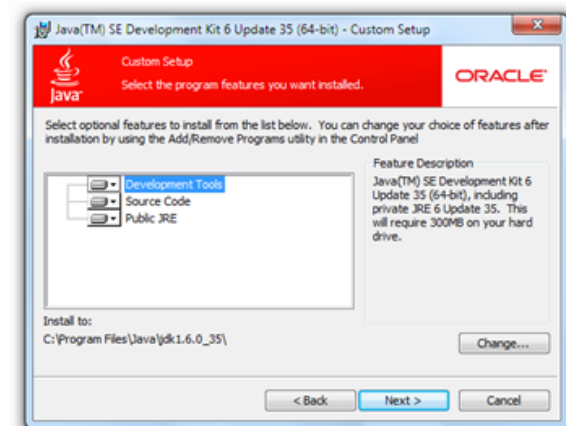 Java(TM) SE Development Kit 6 Update 35 (64-bit) - Custom Setup
Java
Custom Setup
Select the program features you want installed.
ORACLE
Select optional features to install from the list below. You can change your choice of features after
installation by using the Add/Remove Programs utility in the Control Panel
Development Tools
Source Code
Public JRE
Feature Description
Java(TM) SE Development Kit 6
Update 35 (64-bit), including
private JRE 6 Update 35. This
will require 300MB on your hard
drive.
Install to:
C:\Program Files\Java\jdk1.6.0_35\
Change...
< Back
Next >
Cancel